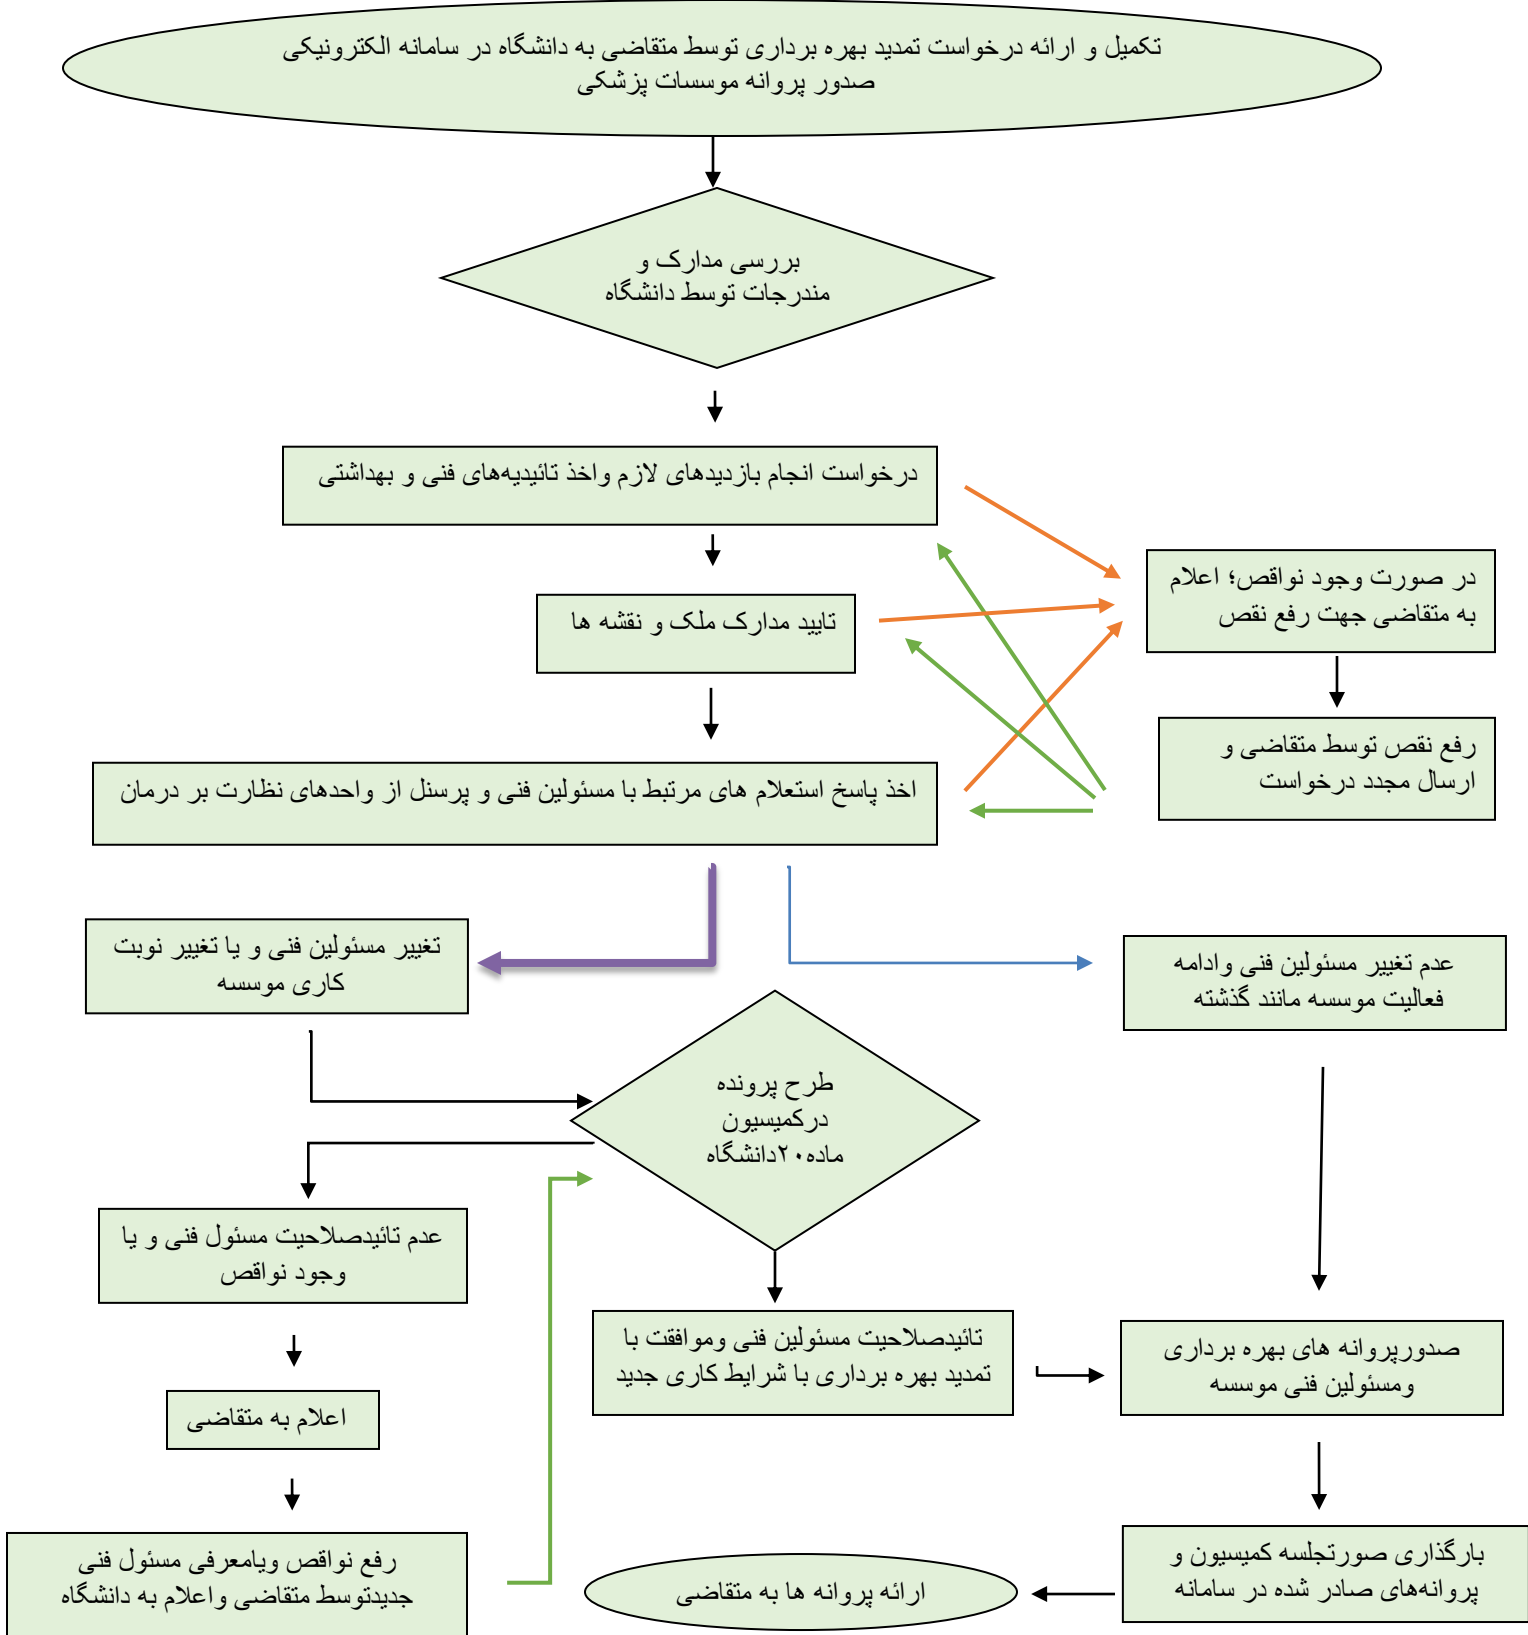 تکمیل و ارائه درخواست تمدید بهره برداری توسط متقاضی به دانشگاه در سامانه الکترونیکی
صدور پروانه موسسات پزشکی
بررسی مدارک و
مندرجات توسط دانشگاه
درخواست انجام بازدیدهای لازم واخذ تائیدیه‌های فنی و بهداشتی
در صورت وجود نواقص؛ اعلام
به متقاضی جهت رفع نقص
تایید مدارک ملک و نقشه ها
رفع نقص توسط متقاضی و
ارسال مجدد درخواست
اخذ پاسخ استعلام های مرتبط با مسئولین فنی و پرسنل از واحدهای نظارت بر درمان
عدم تغییر مسئولین فنی وادامه
فعالیت موسسه مانند گذشته
تغییر مسئولین فنی و یا تغییر نوبت
کاری موسسه
طرح پرونده
درکمیسیون
ماده۲۰دانشگاه
عدم تائیدصلاحیت مسئول فنی و یا
وجود نواقص
صدورپروانه های بهره برداری
ومسئولین فنی موسسه
تائیدصلاحیت مسئولین فنی وموافقت با
تمدید بهره برداری با شرایط کاری جدید
اعلام به متقاضی
بارگذاری صورتجلسه کمیسیون و
پروانه‌های صادر شده در سامانه
ارائه پروانه ها به متقاضی
رفع نواقص ویامعرفی مسئول فنی
جدیدتوسط متقاضی واعلام به دانشگاه